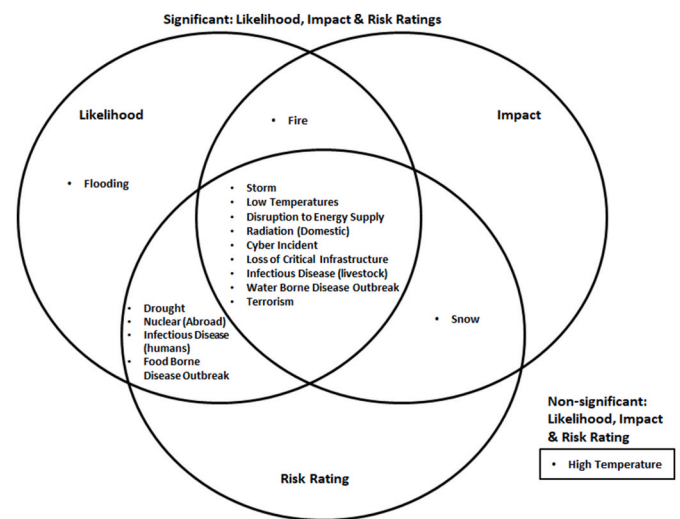 Significant: Likelihood, Impact & Risk Ratings
Likelihood
Impact
• Fire
• Flooding
• Storm
• Low Temperatures
• Disruption to Energy Supply
• Radiation (Domestic)
• Cyber Incident
• Loss of Critical Infrastructure
• Infectious Disease (livestock)
• Water Borne Disease Outbreak
• Terrorism
• Drought
• Nuclear (Abroad)
• Infectious Disease
(humans)
• Food Borne
Disease Outbreak
• Snow
Non-significant:
Likelihood, Impact
& Risk Rating
• High Temperature
Risk Rating